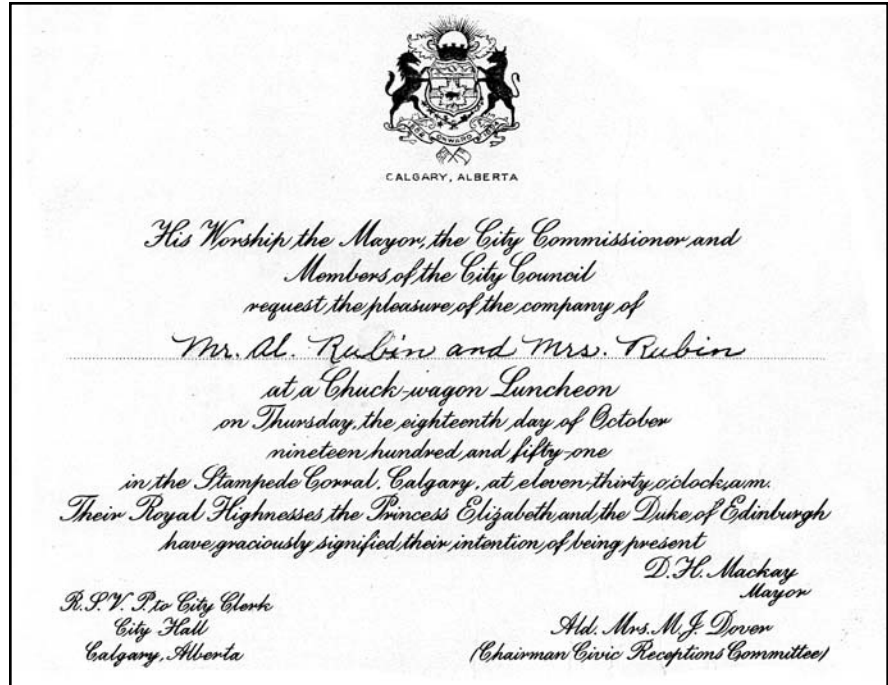 1884 ONWARD 1894
CALGARY, ALBERTA
His Worship, the Mayor, the City Commissioner and
Members of the City Council
request the pleasure of the company of
Mr. Al. Rubin and Mrs. Rubin
at a Chuck-wagon Luncheon
on Thursday, the eighteenth day of October
nineteen hundred and fifty-one
in the Stampede Corral, Calgary, at eleven-thirty o'clock, a.m.
Their Royal Highnesses, the Princess Elizabeth, and the Duke of Edinburgh
have graciously signified their intention of being present
D. H. Mackay
Mayor
R. S. V. P. to City Clerk
City Hall
Calgary, Alberta
Ald. Mrs. M. J. Dover
(Chairman Civic Receptions Committee)